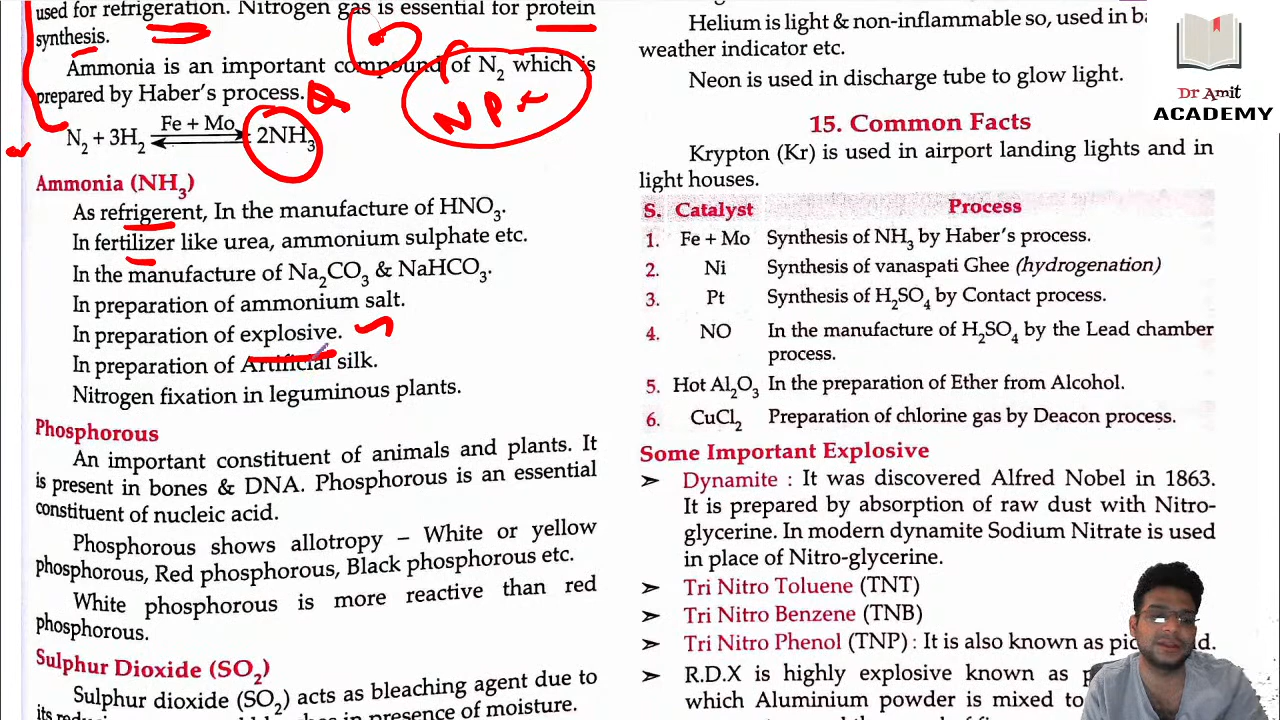 used for refrigeration. Nitrogen gas is essential for protein
synthesis.
Ammonia is an important compound of N₂ which is
prepared by Haber's process.
N₂ + 3H₂ Fe + Mo 2NH₃
N P K
Ammonia (NH₃)
As refrigerent, In the manufacture of HNO₃.
In fertilizer like urea, ammonium sulphate etc.
In the manufacture of Na₂CO₃ & NaHCO₃.
In preparation of ammonium salt.
In preparation of explosive.
In preparation of Artificial silk.
Nitrogen fixation in leguminous plants.
Phosphorous
An important constituent of animals and plants. It
is present in bones & DNA. Phosphorous is an essential
constituent of nucleic acid.
Phosphorous shows allotropy – White or yellow
phosphorous, Red phosphorous, Black phosphorous etc.
White phosphorous is more reactive than red
phosphorous.
Sulphur Dioxide (SO₂)
Sulphur dioxide (SO₂) acts as bleaching agent due to
in presence of moisture.
Helium is light & non-inflammable so, used in
weather indicator etc.
Neon is used in discharge tube to glow light.
15. Common Facts
Krypton (Kr) is used in airport landing lights and in
light houses.
S. Catalyst Process
1. Fe + Mo Synthesis of NH₃ by Haber's process.
2. Ni Synthesis of vanaspati Ghee (hydrogenation)
3. Pt Synthesis of H₂SO₄ by Contact process.
4. NO In the manufacture of H₂SO₄ by the Lead chamber
process.
5. Hot Al₂O₃ In the preparation of Ether from Alcohol.
6. CuCl₂ Preparation of chlorine gas by Deacon process.
Some Important Explosive
➤ Dynamite : It was discovered Alfred Nobel in 1863.
It is prepared by absorption of raw dust with Nitro-
glycerine. In modern dynamite Sodium Nitrate is used
in place of Nitro-glycerine.
➤ Tri Nitro Toluene (TNT)
➤ Tri Nitro Benzene (TNB)
➤ Tri Nitro Phenol (TNP) : It is also known as
➤ R.D.X is highly explosive known as
which Aluminium powder is mixed to
Dr Amit
ACADEMY